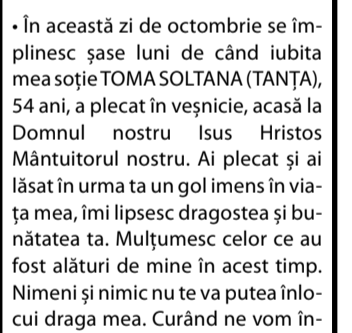 • În această zi de octombrie se îm-
plinesc șase luni de când iubita
mea soție TOMA SOLTANA (TANȚA),
54 ani, a plecat în veșnicie, acasă la
Domnul nostru Isus Hristos
Mântuitorul nostru. Ai plecat și ai
lăsat în urma ta un gol imens în via-
ța mea, îmi lipsesc dragostea și bu-
nătatea ta. Mulțumesc celor ce au
fost alături de mine în acest timp.
Nimeni și nimic nu te va putea înlo-
cui draga mea. Curând ne vom în-